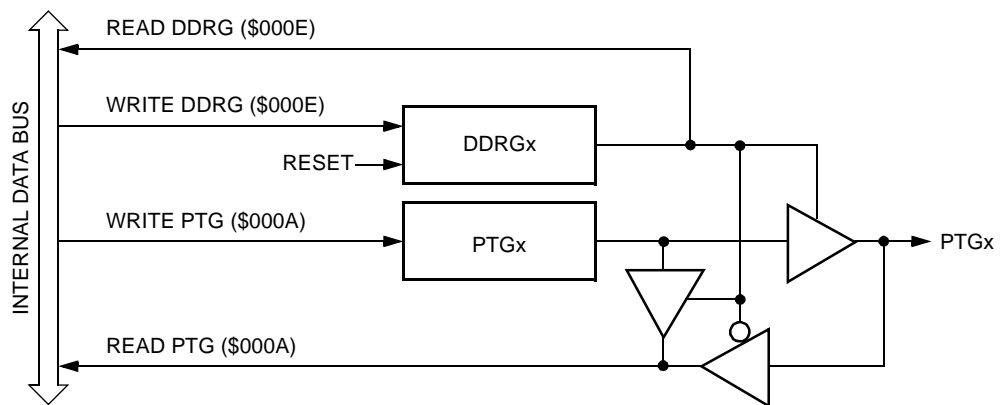 READ DDRG ($000E)
WRITE DDRG ($000E)
DDRGx
RESET
INTERNAL DATA BUS
WRITE PTG ($000A)
PTGx
PTGx
READ PTG ($000A)